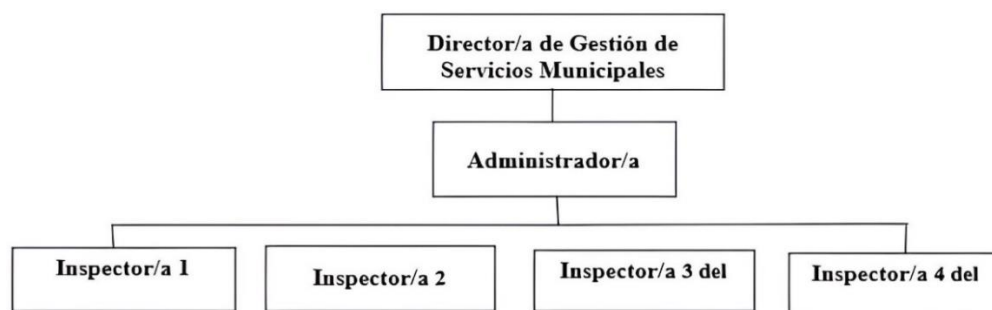 Director/a de Gestión de
Servicios Municipales
Administrador/a
Inspector/a 1
Inspector/a 2
Inspector/a 3 del
Inspector/a 4 del